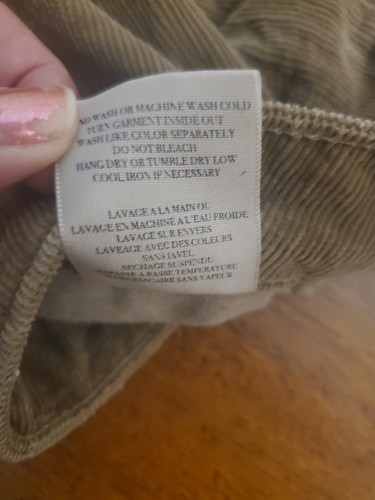 WASH OR MACHINE WASH COLD
TURN GARMENT INSIDE OUT
WASH LIKE COLOR SEPARATELY
DO NOT BLEACH
HANG DRY OR TUMBLE DRY LOW
COOL IRON IF NECESSARY
LAVAGE A LA MAIN OU
LAVAGE EN MACHINE A L'EAU FROIDE
LAVAGE SUR ENVERS
LAVEAGE AVEC DES COLEURS
SANS JAVEL
SECHAGE SUSPENDU
A BASSE TEMPERATURE
SANS VAPEUR